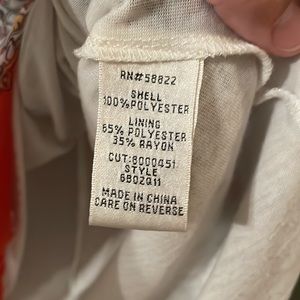 RN#58822
SHELL
100%POLYESTER
LINING
65% POLYESTER
35% RAYON
CUT:8000451
STYLE
6B02Q11
MADE IN CHINA
CARE ON REVERSE